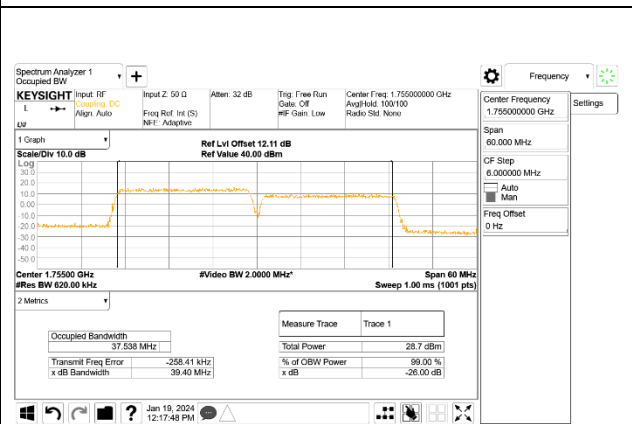 Spectrum Analyzer 1
Occupied BW
Frequency
KEYSIGHT
L
Input: RF
Coupling: DC
Align: Auto
Input Z: 50 Ω
Freq Ref: Int (S)
NFE: Adaptive
Atten: 32 dB
Trig: Free Run
Gate: Off
#IF Gain: Low
Center Freq: 1.755000000 GHz
Avg|Hold: 100/100
Radio Std: None
Center Frequency
1.755000000 GHz
Settings
Span
60.000 MHz
CF Step
6.000000 MHz
Auto
Man
Freq Offset
0 Hz
1 Graph
Scale/Div 10.0 dB
Ref Lvl Offset 12.11 dB
Ref Value 40.00 dBm
Log
30.0
20.0
10.0
0.00
-10.0
-20.0
-30.0
-40.0
-50.0
Center 1.75500 GHz
#Video BW 2.0000 MHz*
Span 60 MHz
#Res BW 620.00 kHz
Sweep 1.00 ms (1001 pts)
2 Metrics
Occupied Bandwidth
37.538 MHz
Transmit Freq Error -258.41 kHz
x dB Bandwidth 39.40 MHz
Measure Trace Trace 1
Total Power 28.7 dBm
% of OBW Power 99.00 %
x dB -26.00 dB
Jan 19, 2024
12:17:48 PM